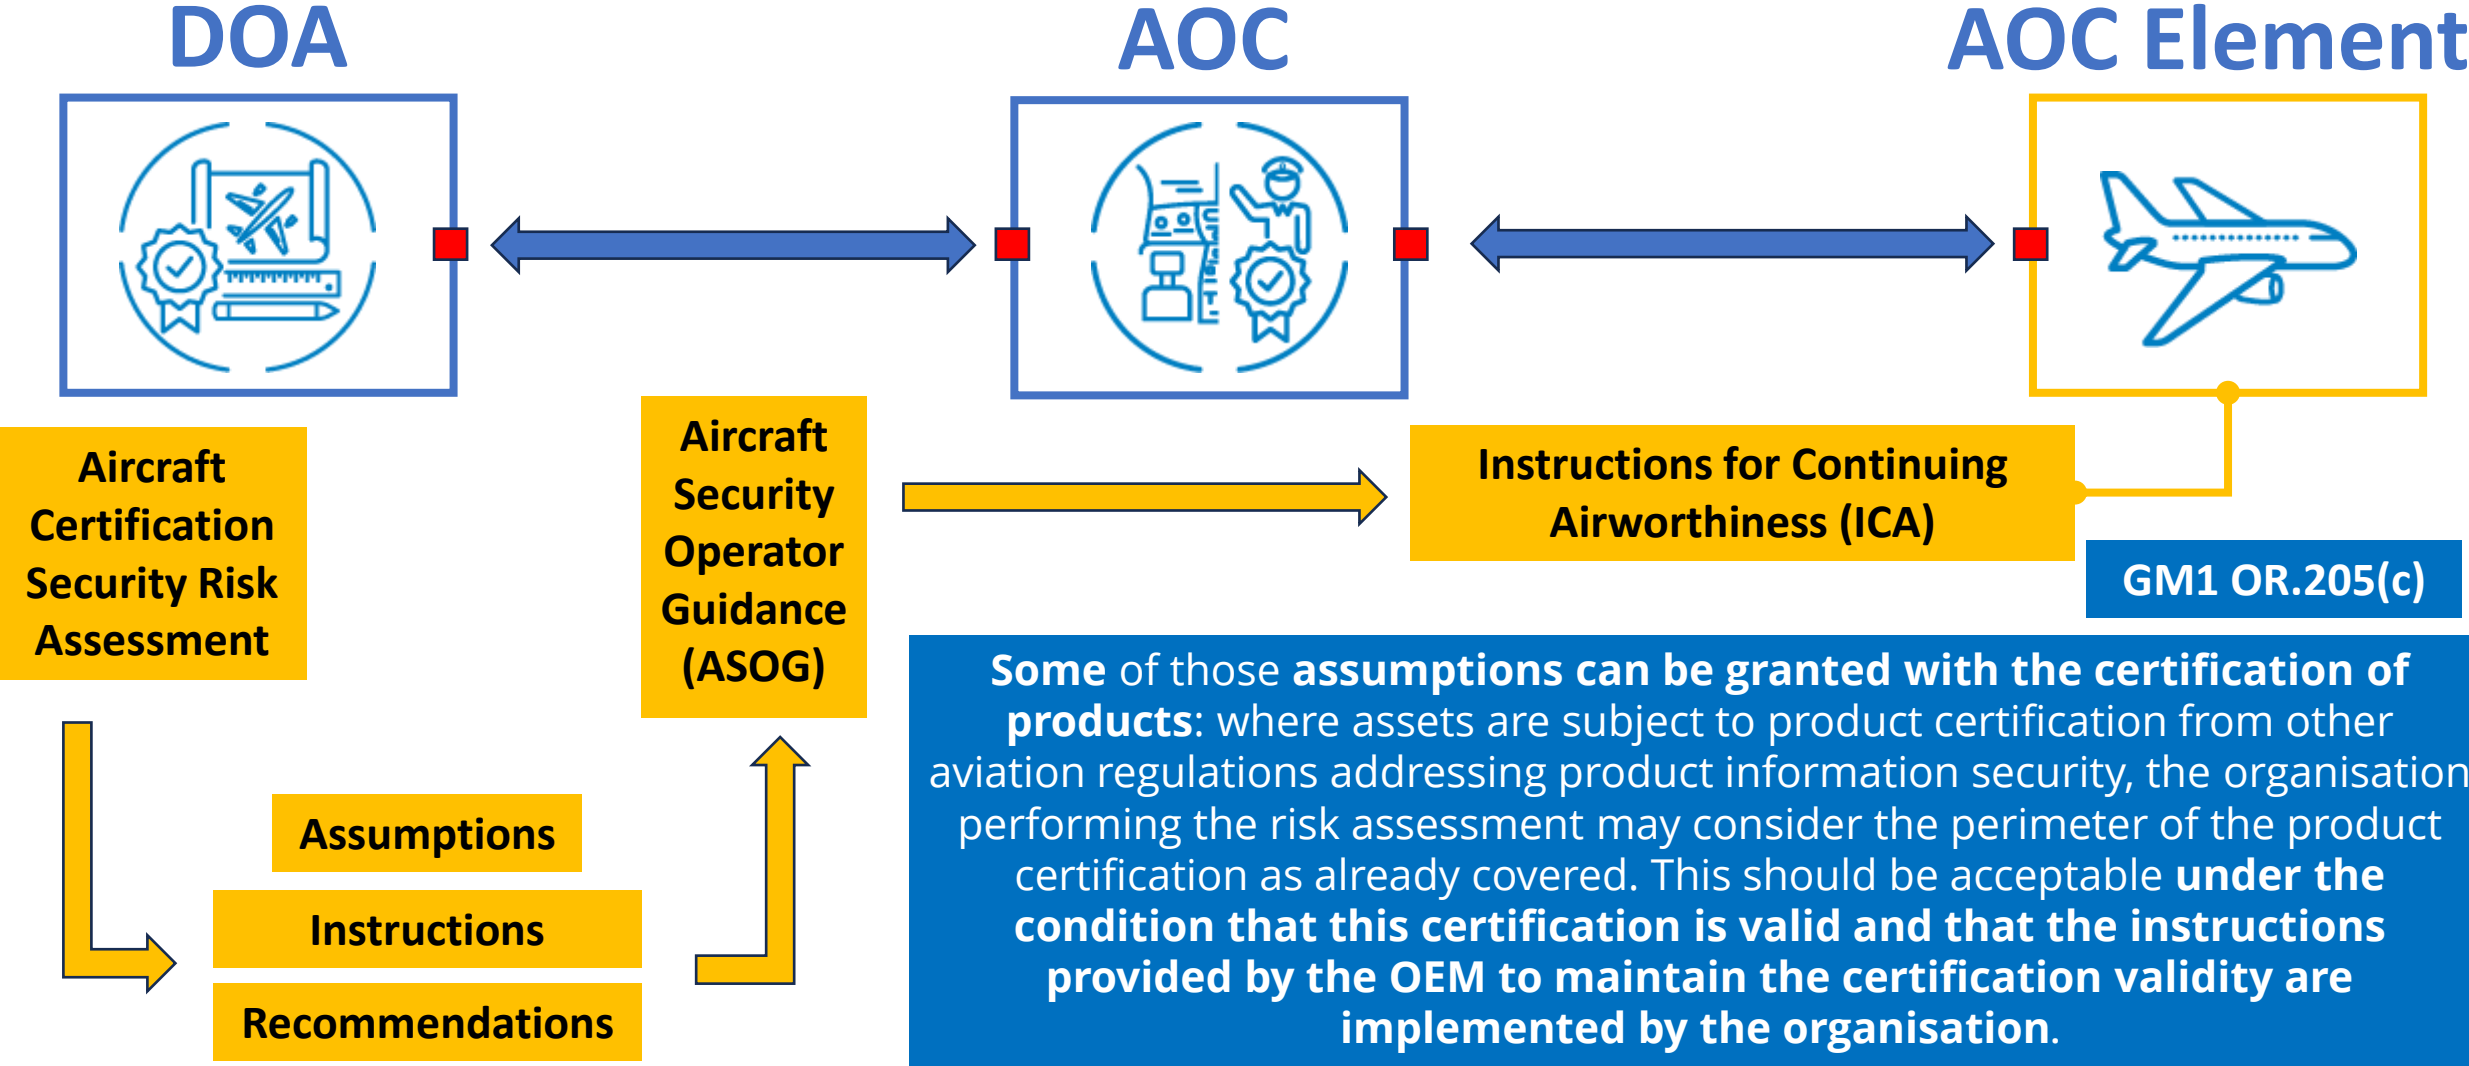 DOA
AOC
AOC Element
Aircraft
Certification
Security Risk
Assessment
Assumptions
Instructions
Recommendations
Aircraft
Security
Operator
Guidance
(ASOG)
Instructions for Continuing
Airworthiness (ICA)
GM1 OR.205(c)
Some of those assumptions can be granted with the certification of
products: where assets are subject to product certification from other
aviation regulations addressing product information security, the organisation
performing the risk assessment may consider the perimeter of the product
certification as already covered. This should be acceptable under the
condition that this certification is valid and that the instructions
provided by the OEM to maintain the certification validity are
implemented by the organisation.